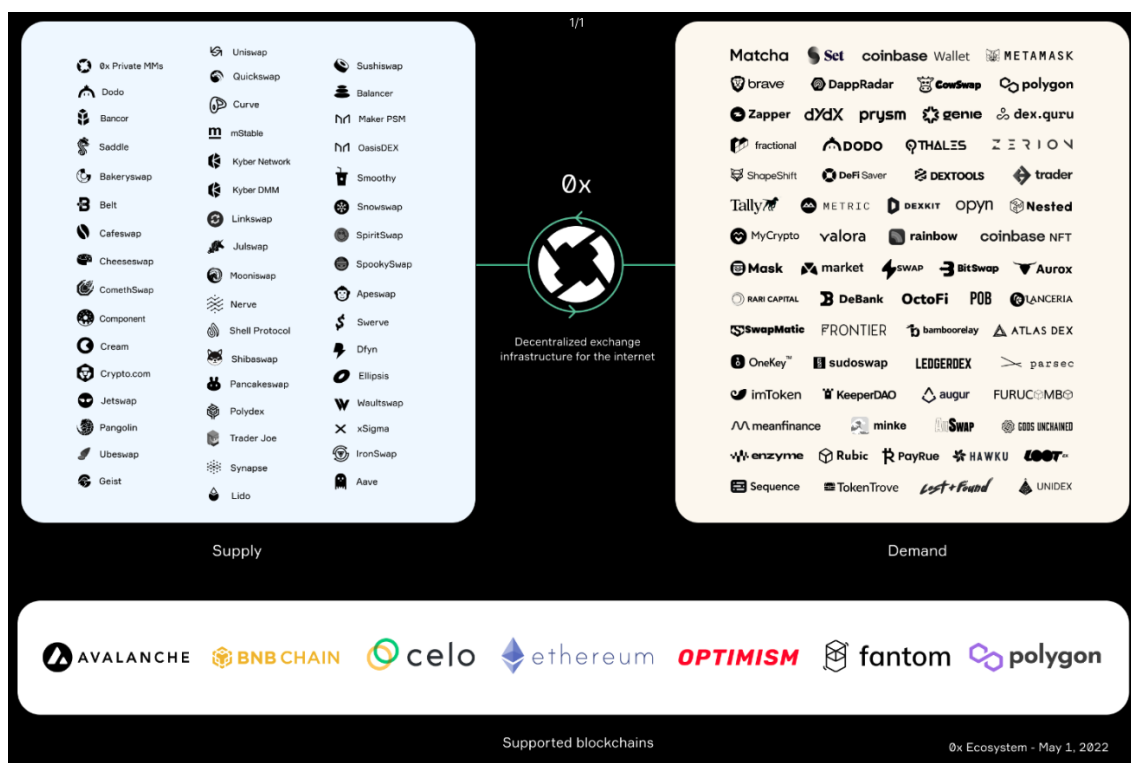 1/1
0x Private MMs
Dodo
Bancor
Saddle
Bakeryswap
Belt
Cafeswap
Cheeseswap
ComethSwap
Component
Cream
Crypto.com
Jetswap
Pangolin
Ubeswap
Geist
Uniswap
Quickswap
Curve
mStable
Kyber Network
Kyber DMM
Linkswap
Julswap
Mooniswap
Nerve
Shell Protocol
Shibaswap
Pancakeswap
Polydex
Trader Joe
Synapse
Lido
Sushiswap
Balancer
Maker PSM
OasisDEX
Smoothy
Snowswap
SpiritSwap
SpookySwap
Apeswap
Swerve
Dfyn
Ellipsis
Waultswap
xSigma
IronSwap
Aave
Supply
0x
Decentralized exchange
infrastructure for the internet
Matcha Set coinbase Wallet METAMASK
brave DappRadar CowSwap polygon
Zapper dYdX prysm genie dex.guru
fractional DODO THALES ZERION
ShapeShift DeFi Saver DEXTOOLS trader
Tally METRIC DEXKIT opyn Nested
MyCrypto valora rainbow coinbase NFT
Mask market SWAP BitSwap Aurox
RARI CAPITAL DeBank OctoFi POB LANCERIA
SwapMatic FRONTIER bamboorelay ATLAS DEX
OneKey™ sudoswap LEDGERDEX parsec
imToken KeeperDAO augur FURUCOMBO
meanfinance minke SWAP GODS UNCHAINED
enzyme Rubic PayRue HAWKU LOOT
Sequence TokenTrove Lost+Found UNIDEX
Demand
AVALANCHE BNB CHAIN celo ethereum OPTIMISM fantom polygon
Supported blockchains
0x Ecosystem - May 1, 2022